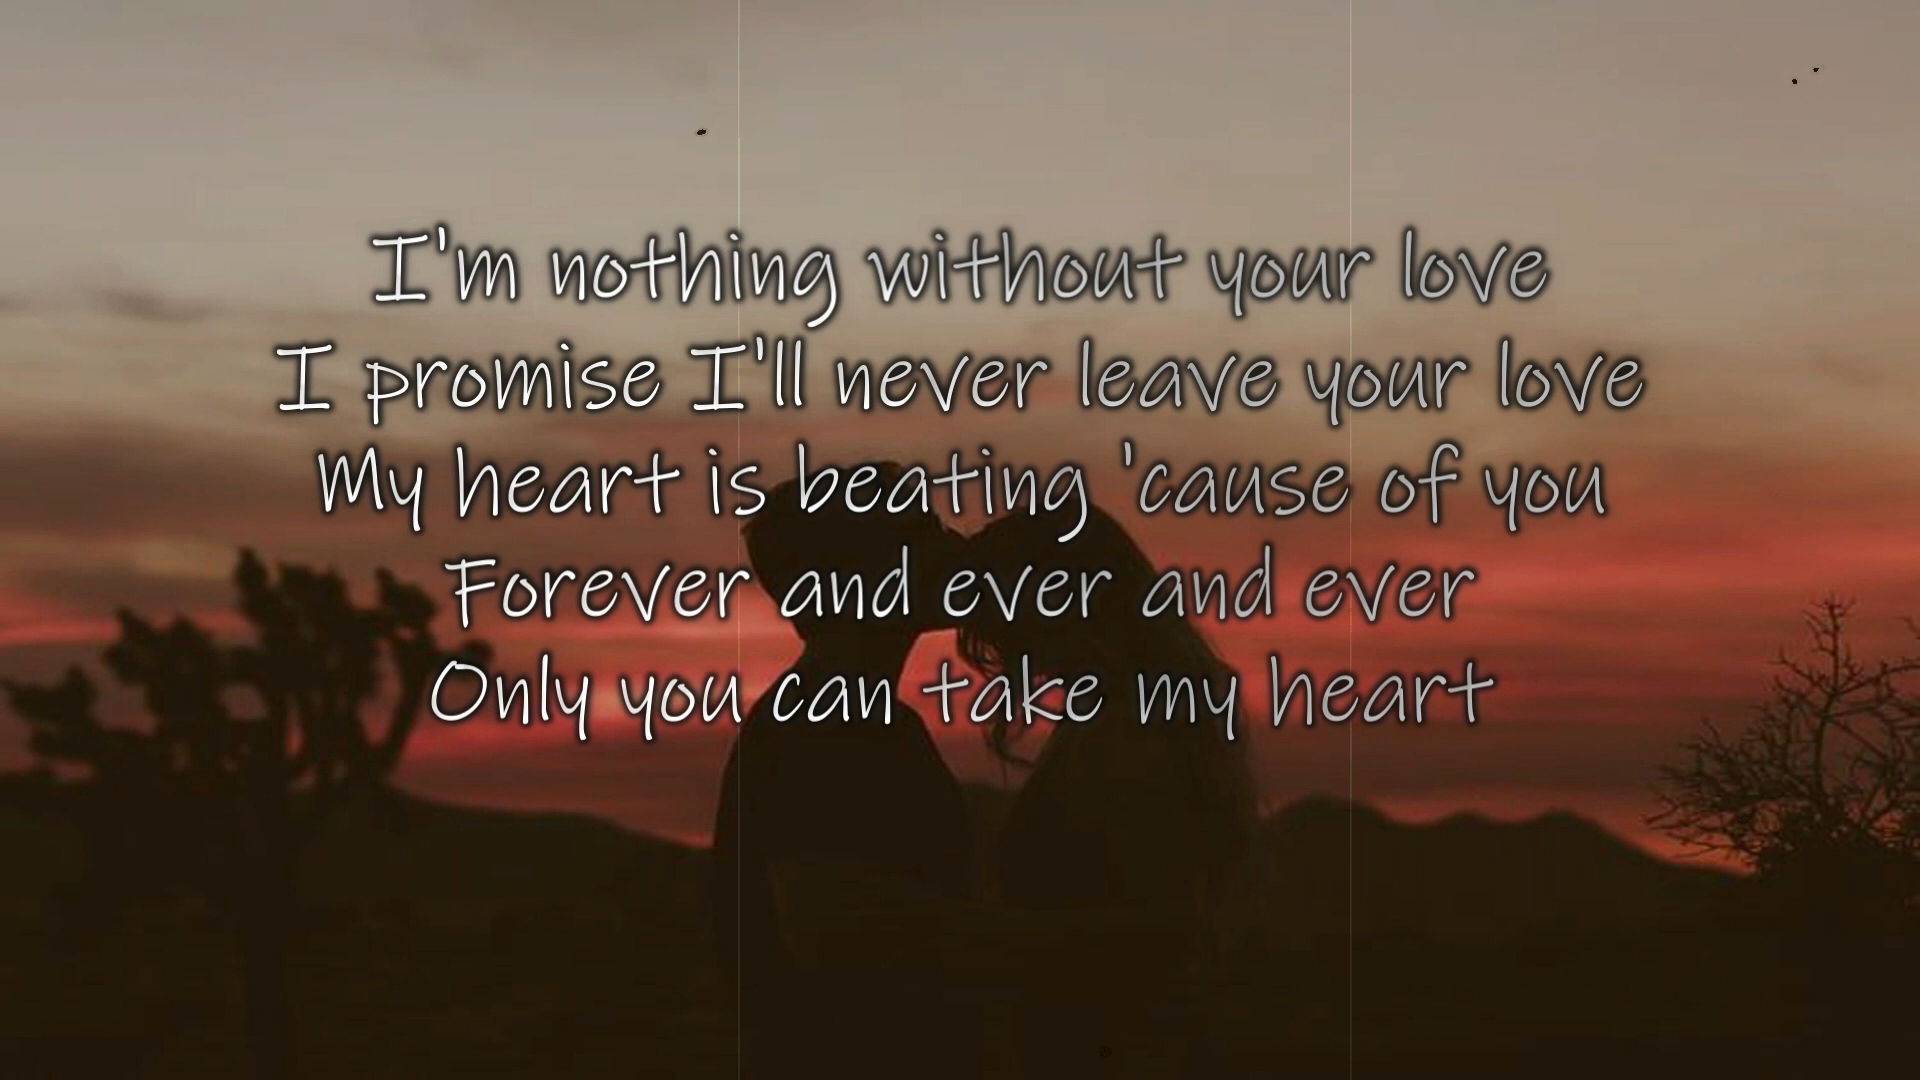 I'm nothing without your love
I promise I'll never leave your love
My heart is beating 'cause of you
Forever and ever and ever
Only you can take my heart